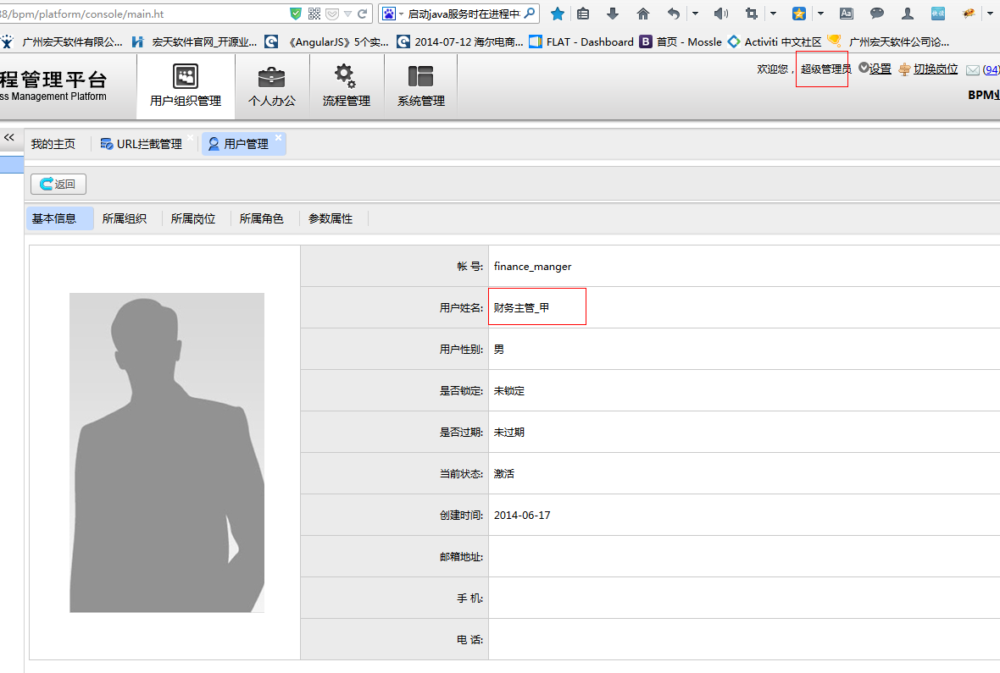 38/bpm/platform/console/main.ht
启动java服务时在进程中
广州宏天软件有限公... 宏天软件官网_开源业... 《AngularJS》5个实... 2014-07-12 海尔电商... FLAT - Dashboard 首页 - Mossle Activiti 中文社区 广州宏天软件公司论...
程管理平台
ss Management Platform
用户组织管理 个人办公 流程管理 系统管理
欢迎您， 超级管理员 设置 切换岗位 (94)
BPM业
我的主页 URL拦截管理 用户管理
返回
基本信息 所属组织 所属岗位 所属角色 参数属性
帐 号: finance_manger
用户姓名: 财务主管_甲
用户性别: 男
是否锁定: 未锁定
是否过期: 未过期
当前状态: 激活
创建时间: 2014-06-17
邮箱地址:
手 机:
电 话: